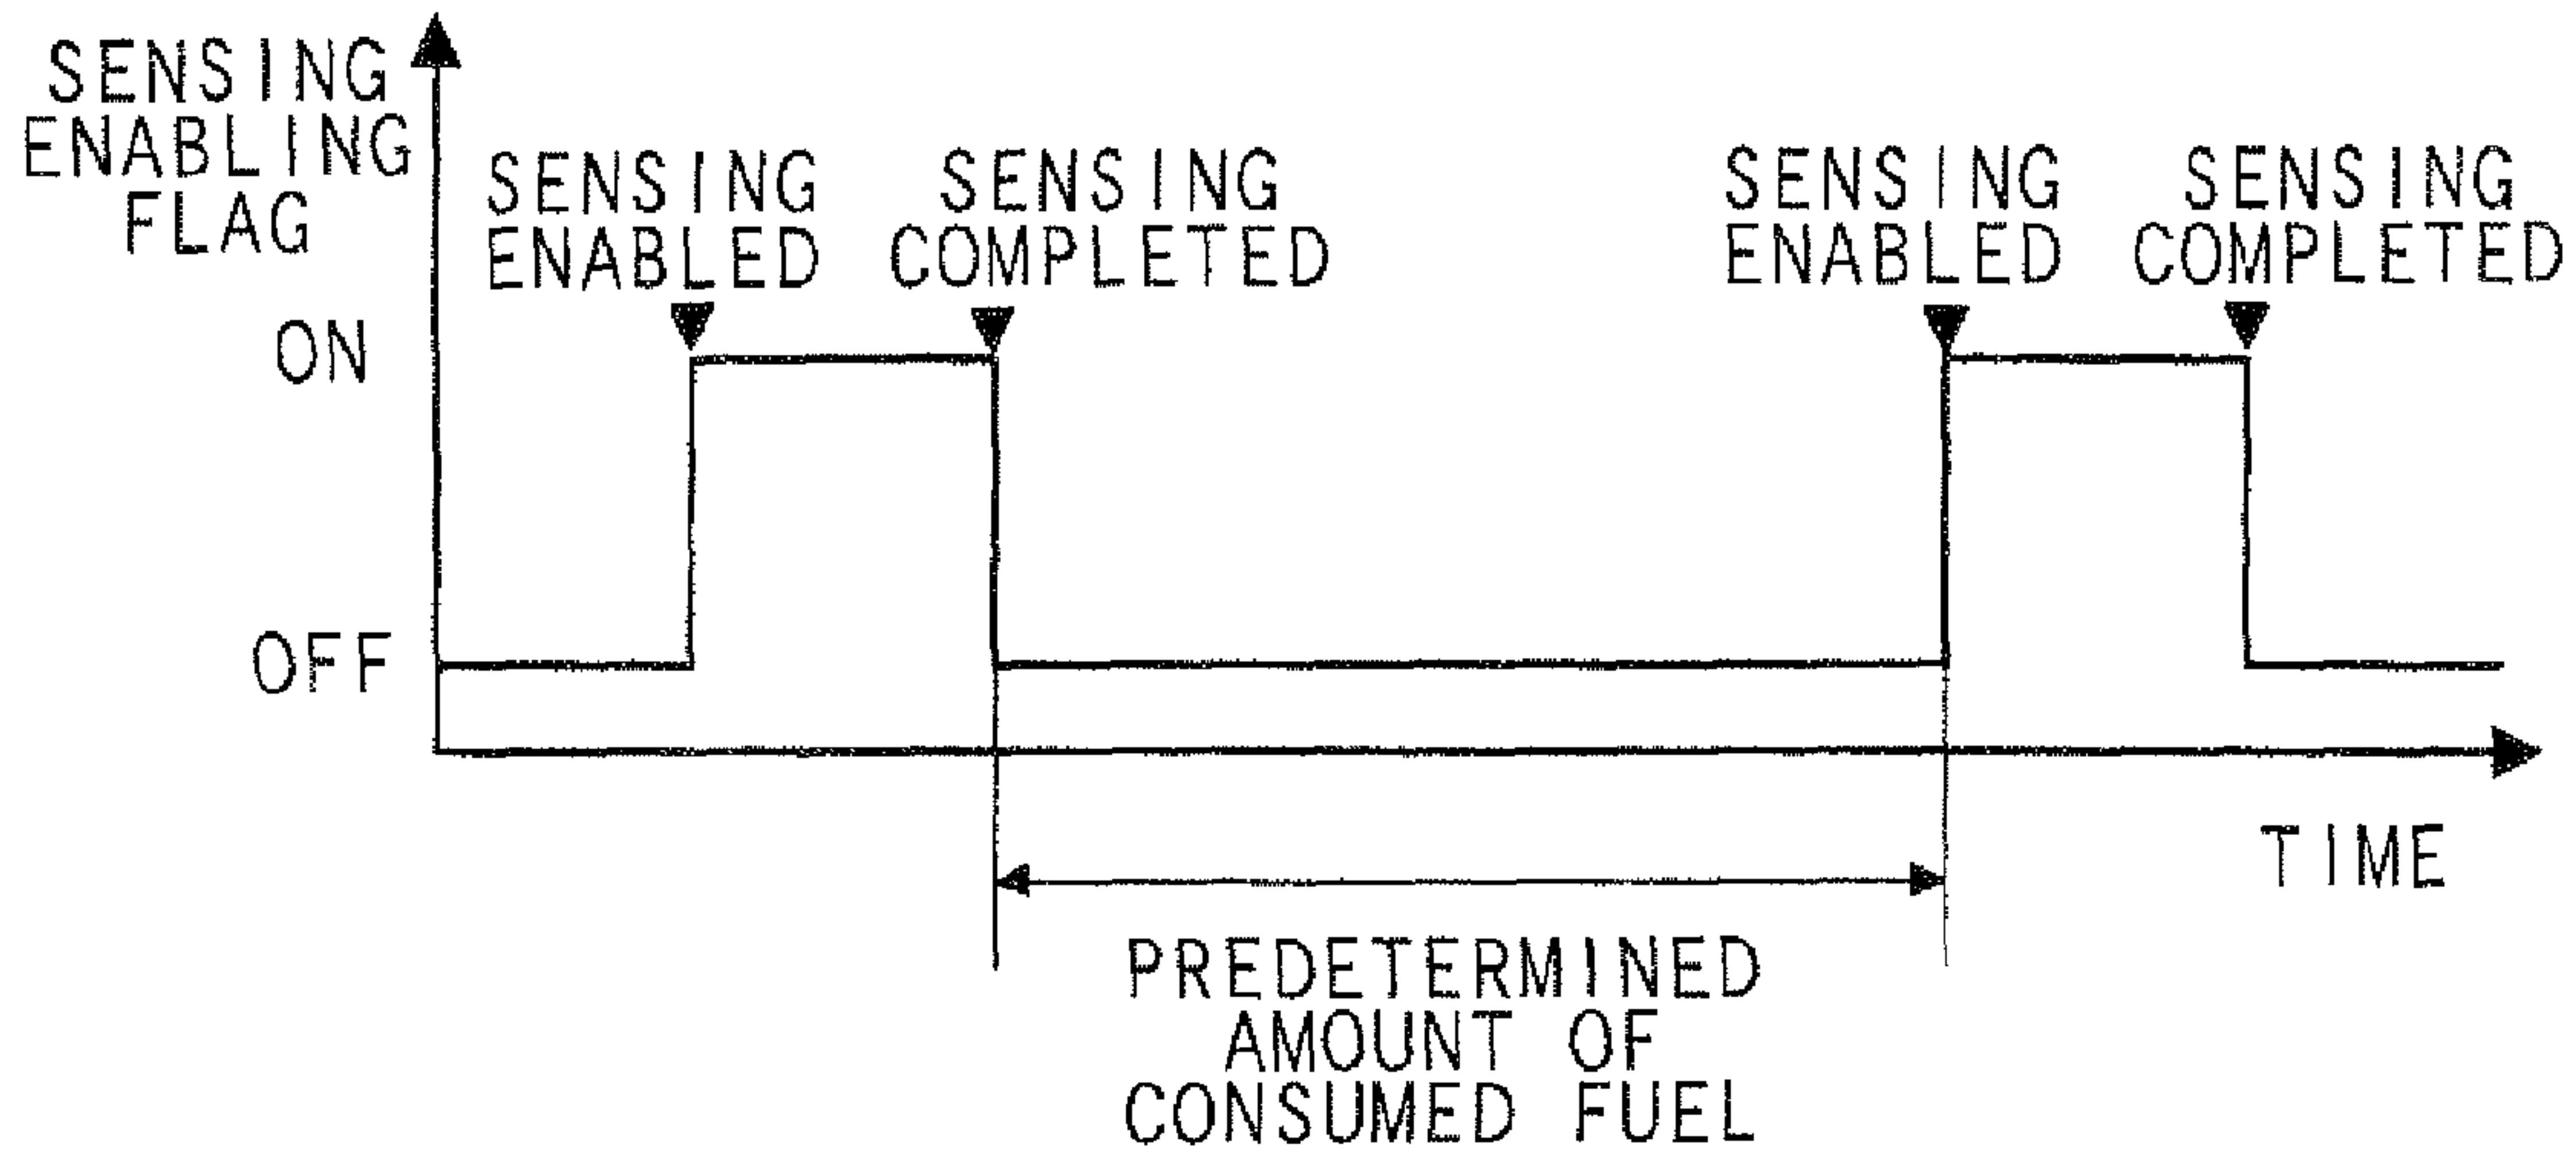 SENSING
ENABLING
FLAG
SENSING
ENABLED
SENSING
COMPLETED
SENSING
ENABLED
SENSING
COMPLETED
ON
OFF
TIME
PREDETERMINED
AMOUNT OF
CONSUMED FUEL